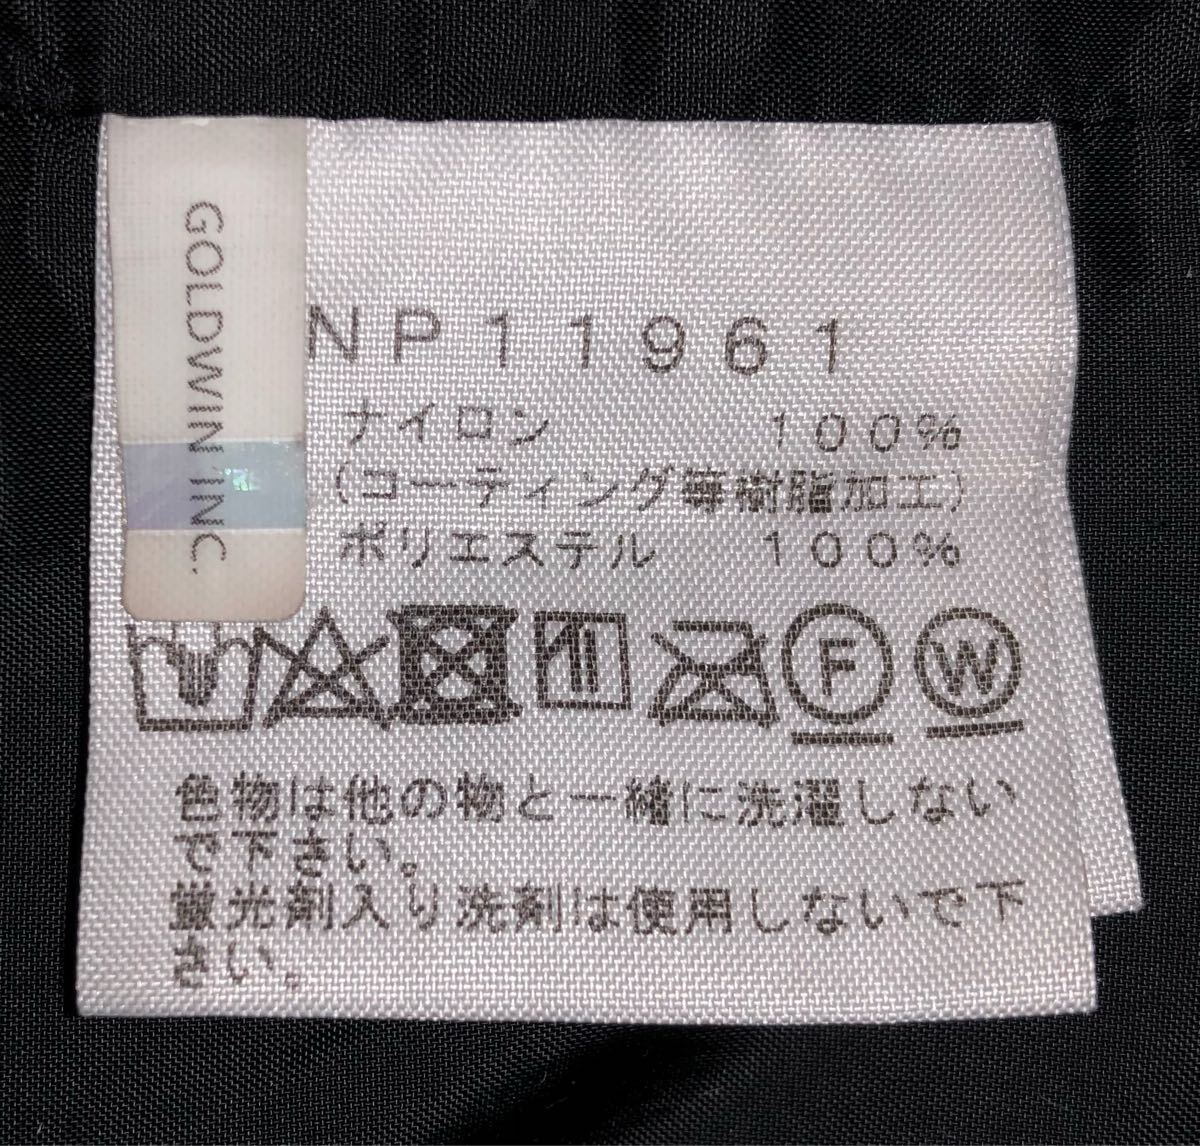 GOLDWIN INC.
NP11961
ナイロン 100%
(コーティング等樹脂加工)
ポリエステル 100%
F W
色物は他の物と一緒に洗濯しない
で下さい。
蛍光剤入り洗剤は使用しないで下
さい。